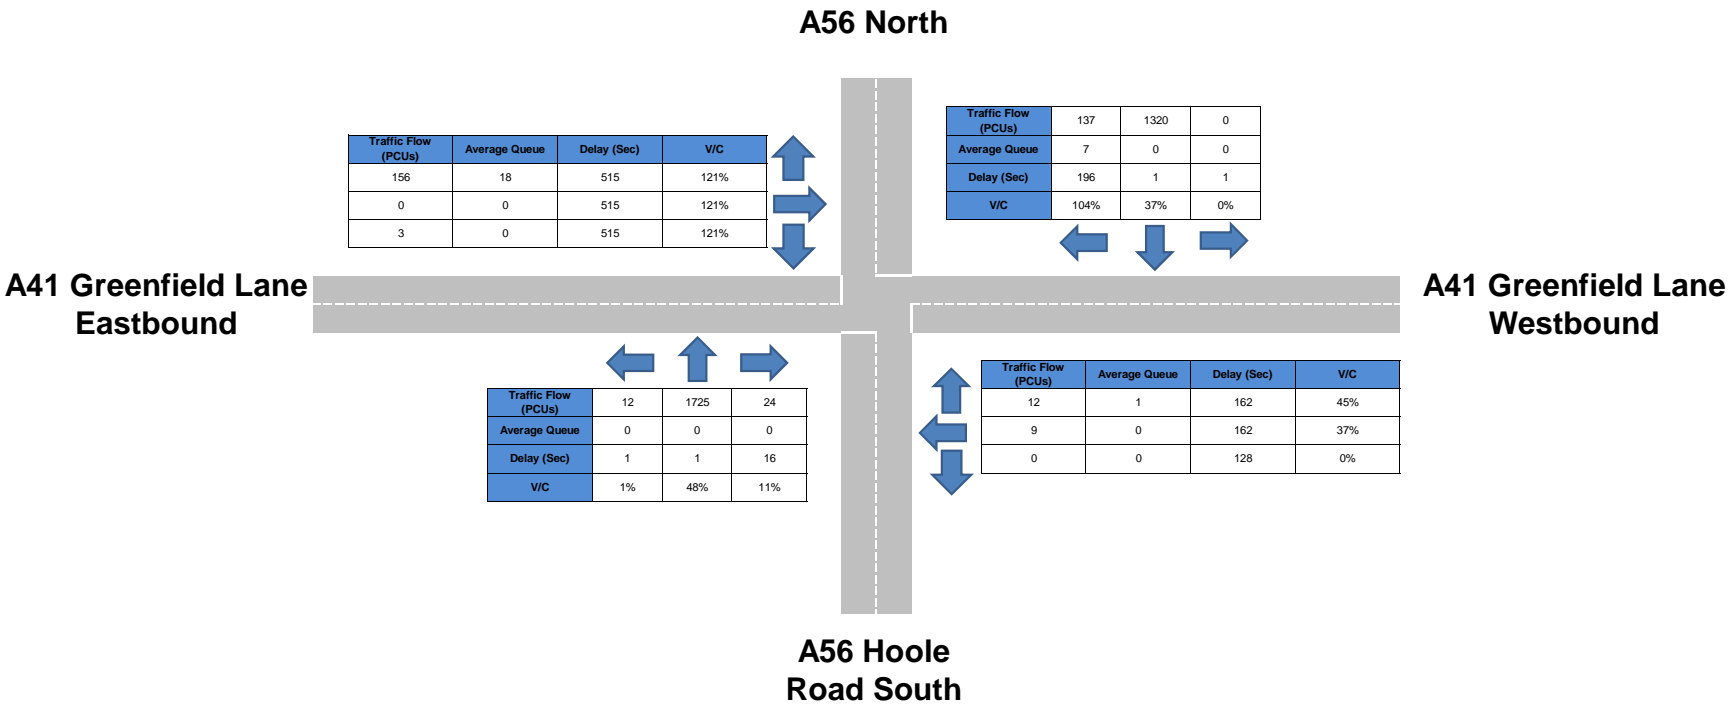 A56 North
Traffic Flow
(PCUs) Average Queue Delay (Sec) V/C
156 18 515 121%
0 0 515 121%
3 0 515 121%
Traffic Flow
(PCUs) 137 1320 0
Average Queue 7 0 0
Delay (Sec) 196 1 1
V/C 104% 37% 0%
A41 Greenfield Lane
Eastbound
A41 Greenfield Lane
Westbound
Traffic Flow
(PCUs) 12 1725 24
Average Queue 0 0 0
Delay (Sec) 1 1 16
V/C 1% 48% 11%
Traffic Flow
(PCUs) Average Queue Delay (Sec) V/C
12 1 162 45%
9 0 162 37%
0 0 128 0%
A56 Hoole
Road South